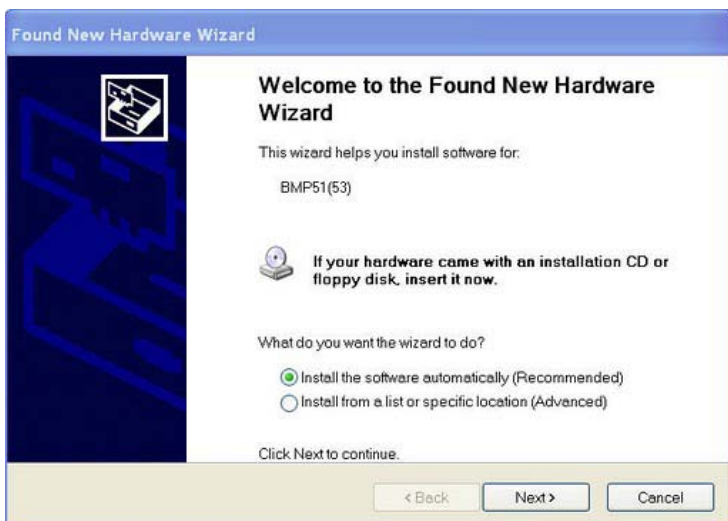 Found New Hardware Wizard
Welcome to the Found New Hardware
Wizard
This wizard helps you install software for:
BMP51(53)
If your hardware came with an installation CD or
floppy disk, insert it now.
What do you want the wizard to do?
Install the software automatically (Recommended)
Install from a list or specific location (Advanced)
Click Next to continue.
< Back Next > Cancel